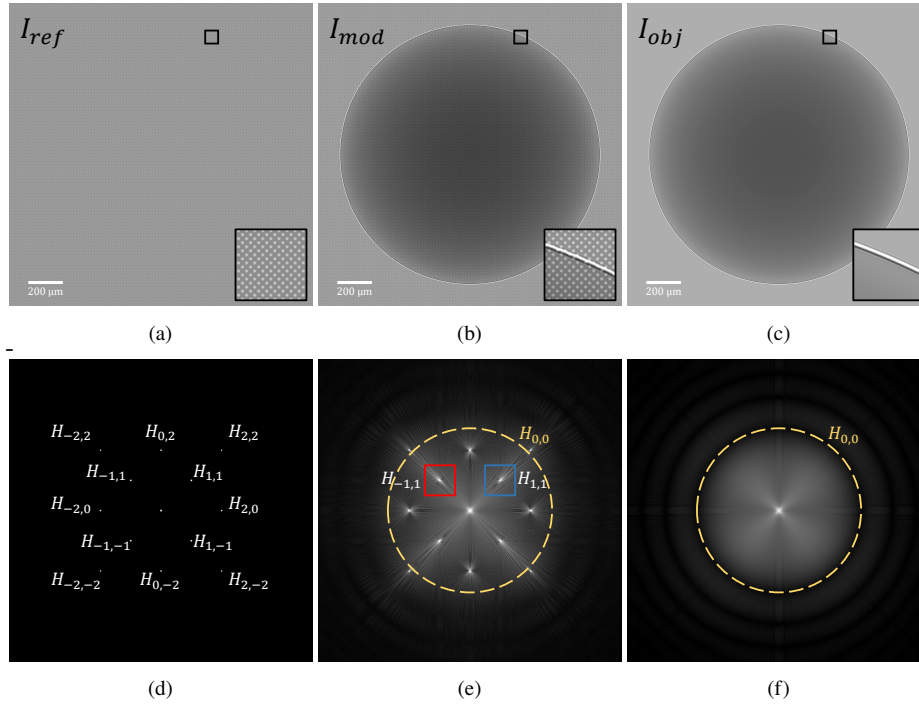 I_ref
200 μm
(a)
I_mod
200 μm
(b)
I_obj
200 μm
(c)
-
H_{-2,2} H_{0,2} H_{2,2}
H_{-1,1} H_{1,1}
H_{-2,0} H_{2,0}
H_{-1,-1} H_{1,-1}
H_{-2,-2} H_{0,-2} H_{2,-2}
(d)
H_{0,0}
H_{-1,1} H_{1,1}
(e)
H_{0,0}
(f)